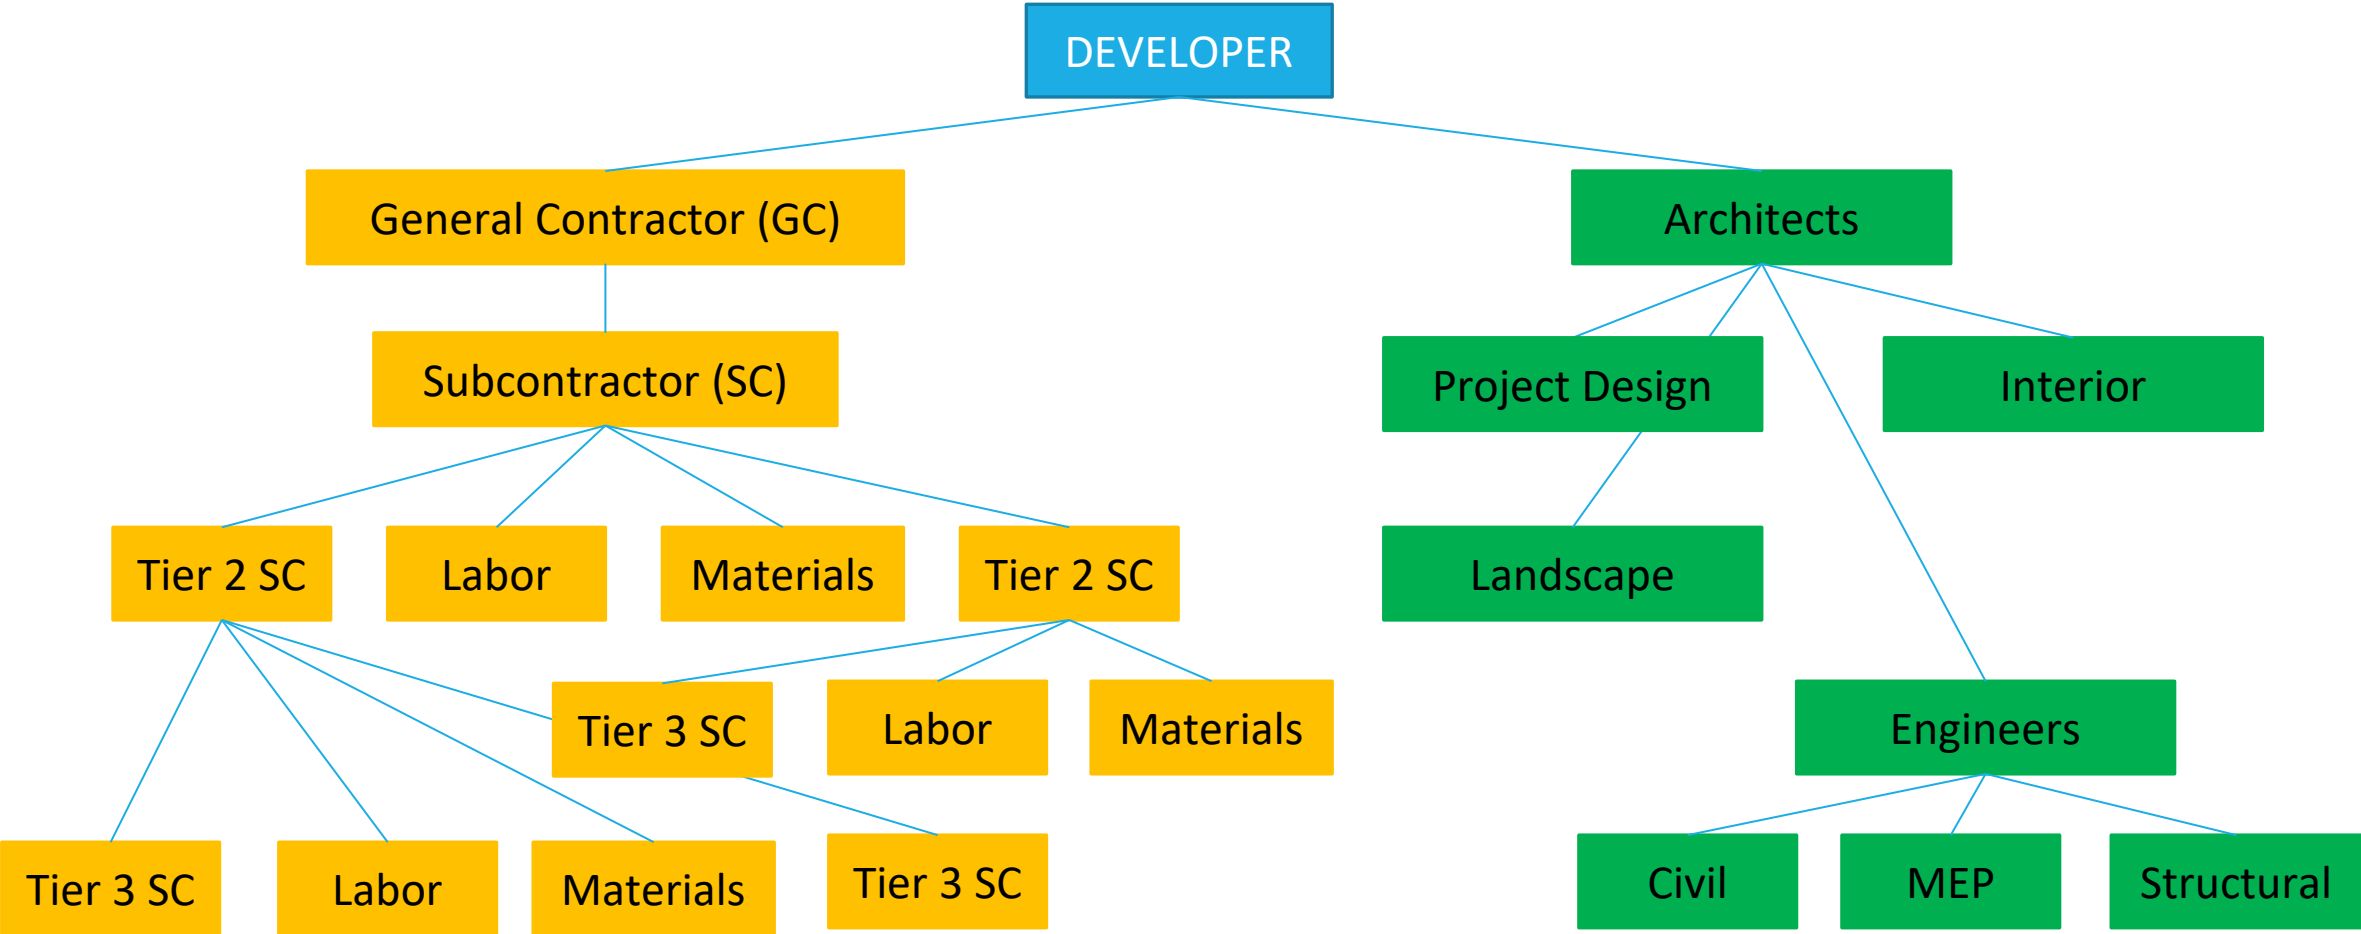 DEVELOPER
General Contractor (GC)
Architects
Subcontractor (SC)
Project Design
Interior
Tier 2 SC
Labor
Materials
Tier 2 SC
Landscape
Tier 3 SC
Labor
Materials
Engineers
Tier 3 SC
Labor
Materials
Tier 3 SC
Civil
MEP
Structural